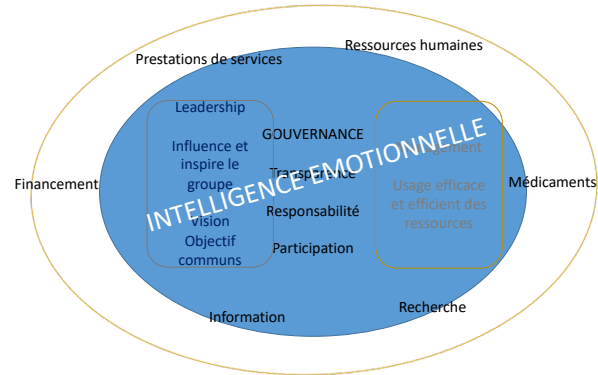 Ressources humaines
Prestations de services
Leadership
Influence et
inspire le
groupe
Vision
Objectif
communs
GOUVERNANCE
Transparence
Responsabilité
Participation
Management
Usage efficace
et efficient des
ressources
INTELLIGENCE EMOTIONNELLE
Financement
Médicaments
Information
Recherche